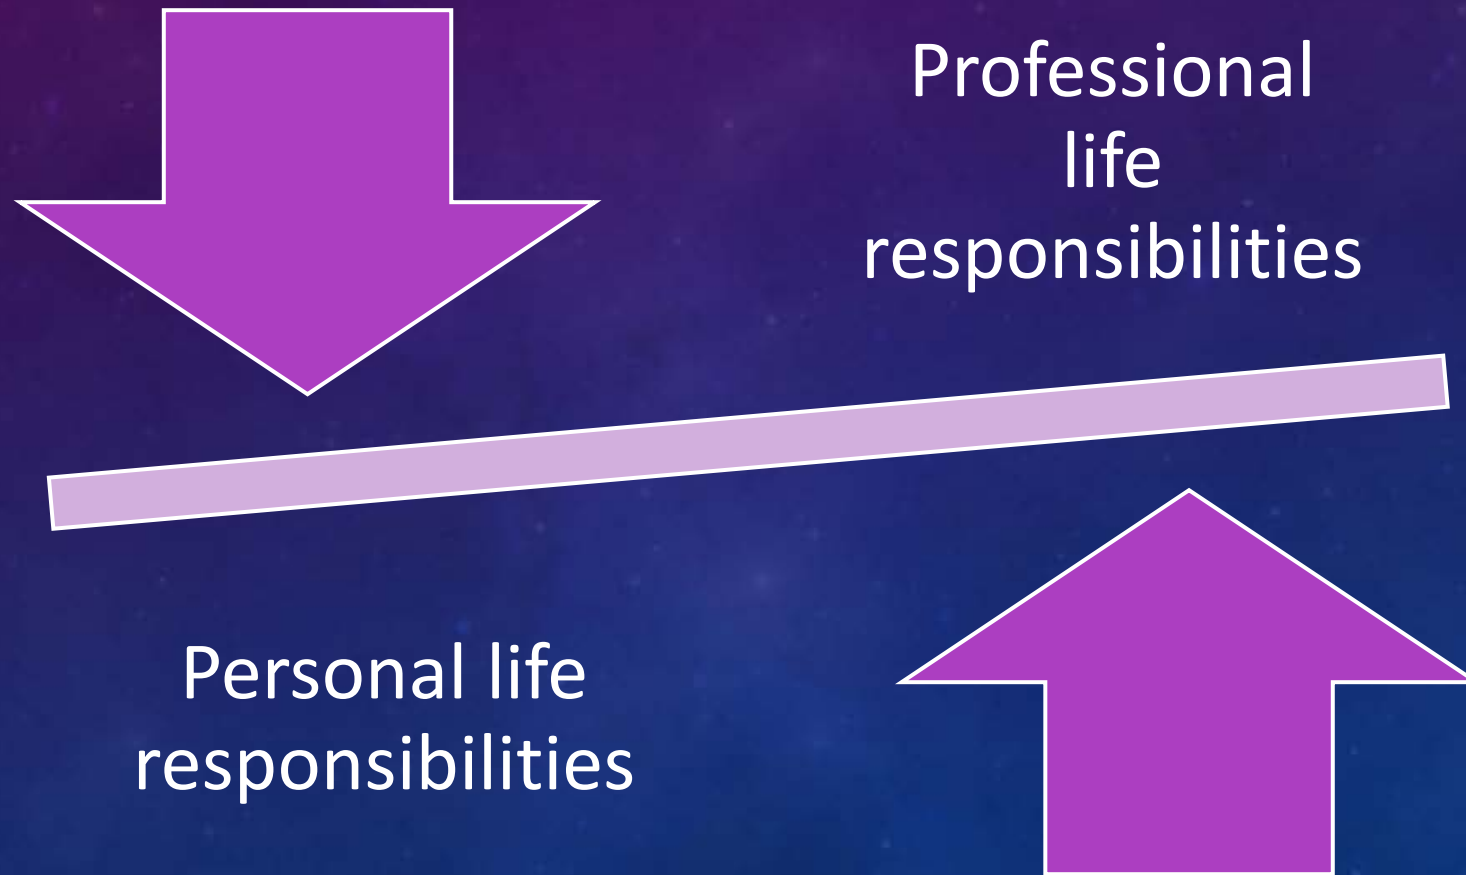 Professional
life
responsibilities
Personal life
responsibilities